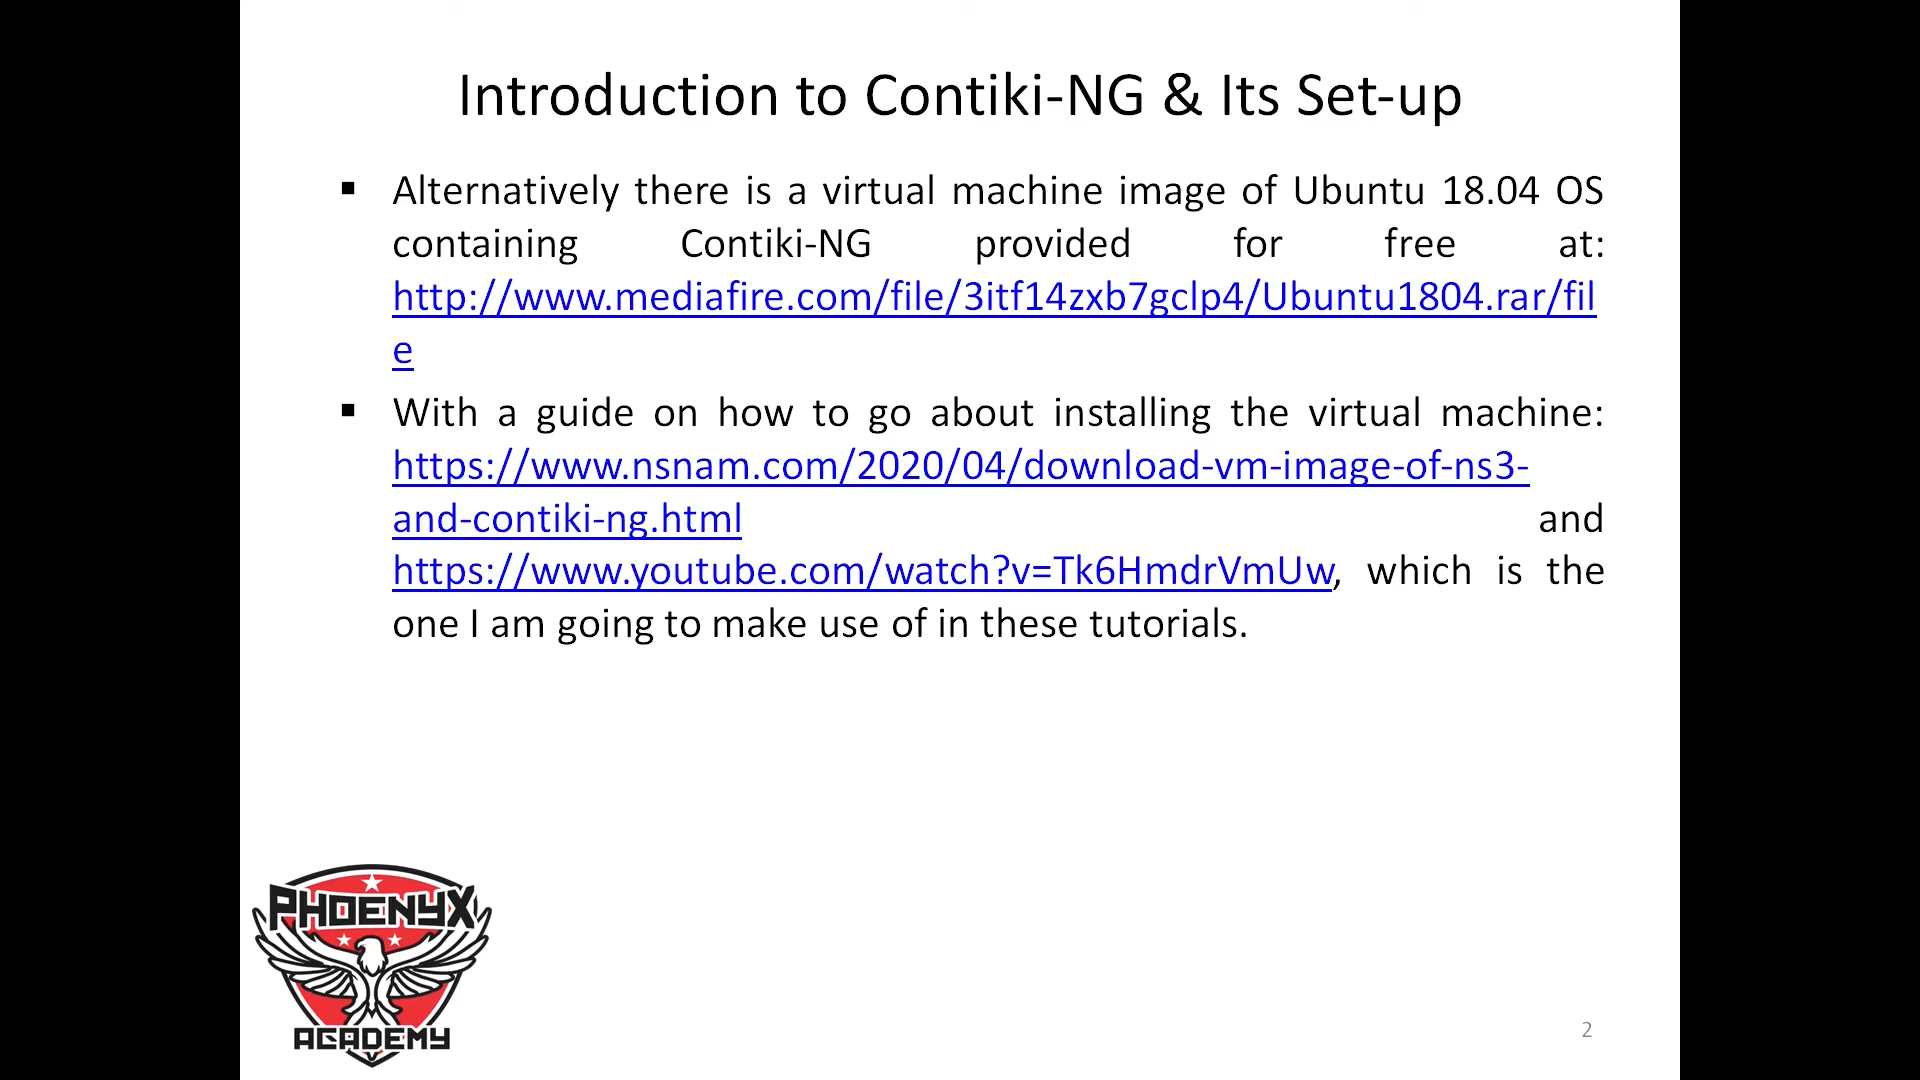 Introduction to Contiki-NG & Its Set-up
▪ Alternatively there is a virtual machine image of Ubuntu 18.04 OS
containing Contiki-NG provided for free at:
http://www.mediafire.com/file/3itf14zxb7gclp4/Ubuntu1804.rar/fil
e
▪ With a guide on how to go about installing the virtual machine:
https://www.nsnam.com/2020/04/download-vm-image-of-ns3-
and-contiki-ng.html and
https://www.youtube.com/watch?v=Tk6HmdrVmUw, which is the
one I am going to make use of in these tutorials.
PHOENYX
ACADEMY
2